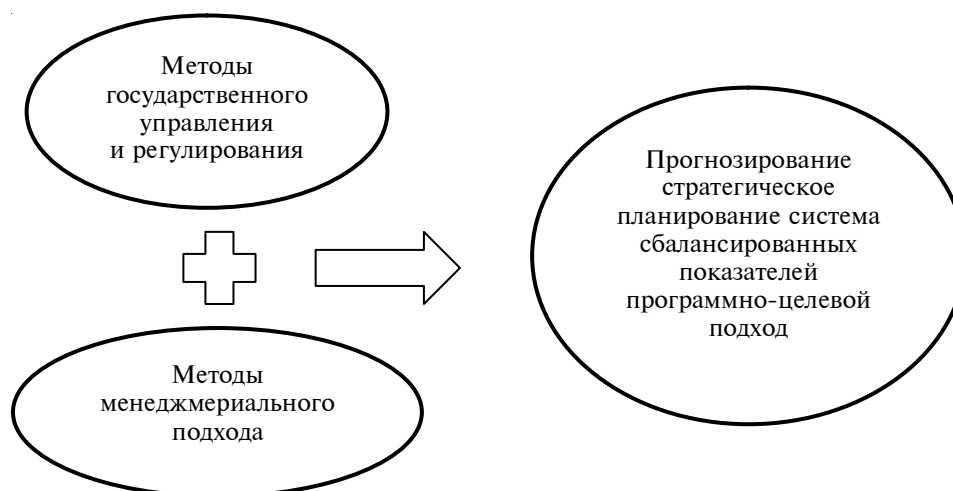 Методы
государственного
управления
и регулирования
Методы
менеджмериального
подхода
Прогнозирование
стратегическое
планирование система
сбалансированных
показателей
программно-целевой
подход